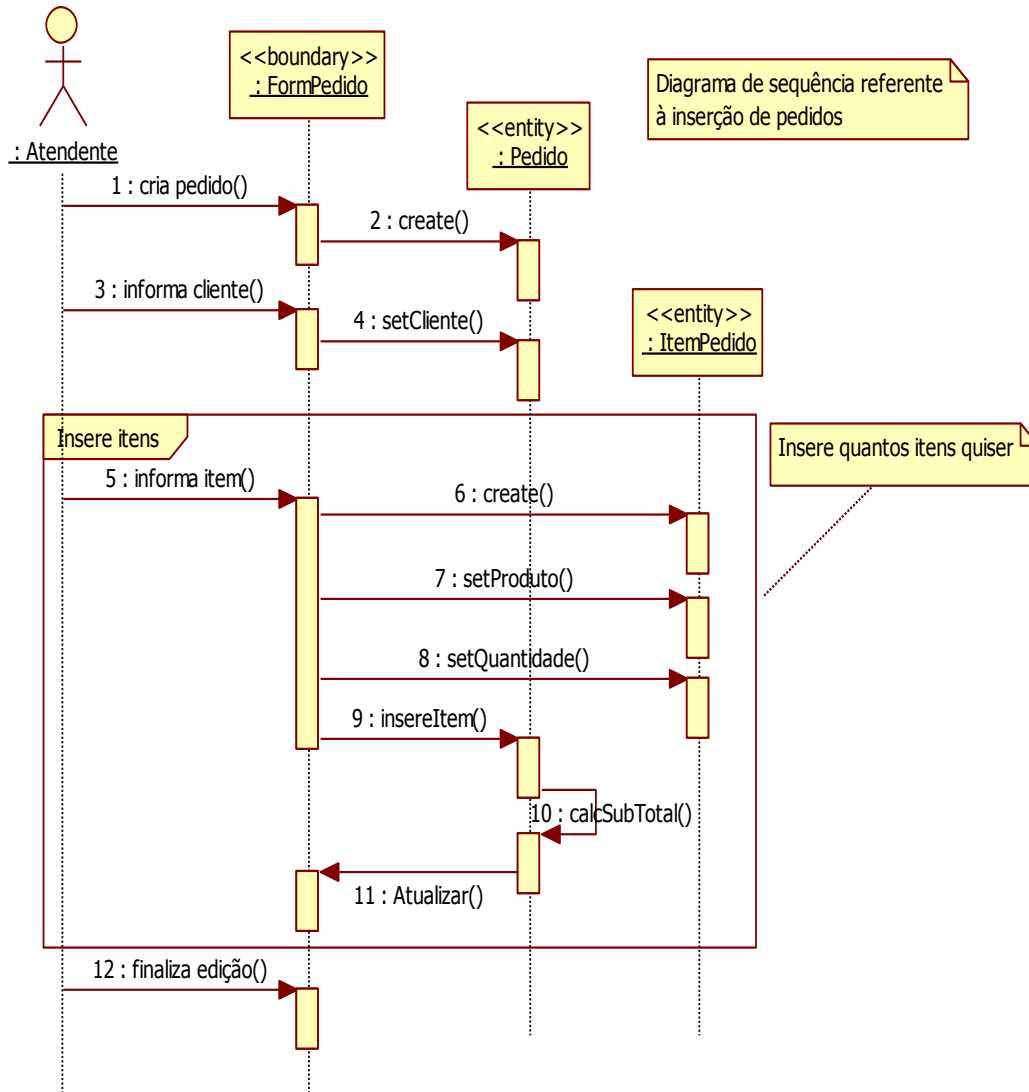 <<boundary>>
: FormPedido
Diagrama de sequência referente
à inserção de pedidos
<<entity>>
: Pedido
: Atendente
1 : cria pedido()
2 : create()
3 : informa cliente()
4 : setCliente()
<<entity>>
: ItemPedido
Insere itens
Insere quantos itens quiser
5 : informa item()
6 : create()
7 : setProduto()
8 : setQuantidade()
9 : insereItem()
10 : calcSubTotal()
11 : Atualizar()
12 : finaliza edição()